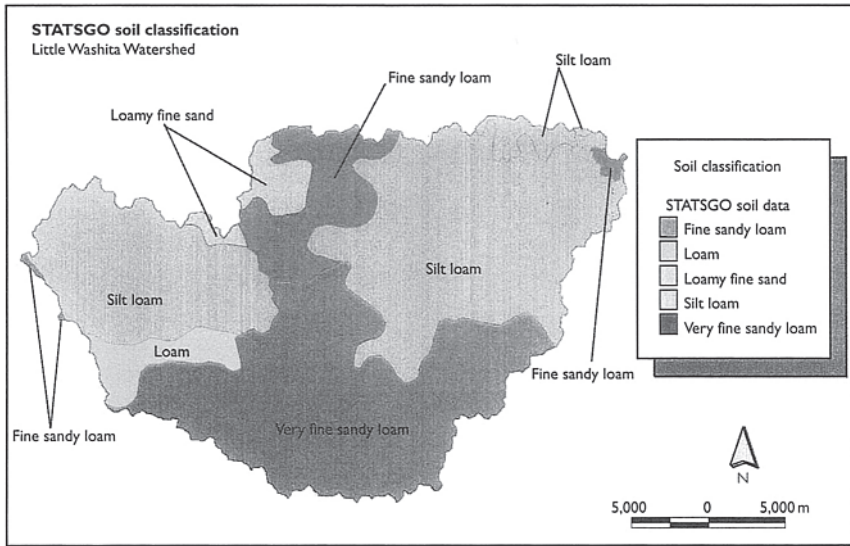 STATSGO soil classification
Little Washita Watershed
Silt loam
Fine sandy loam
Loamy fine sand
Soil classification
STATSGO soil data
Fine sandy loam
Loam
Loamy fine sand
Silt loam
Very fine sandy loam
Silt loam
Silt loam
Loam
Fine sandy loam
Fine sandy loam
Very fine sandy loam
N
5,000 0 5,000 m